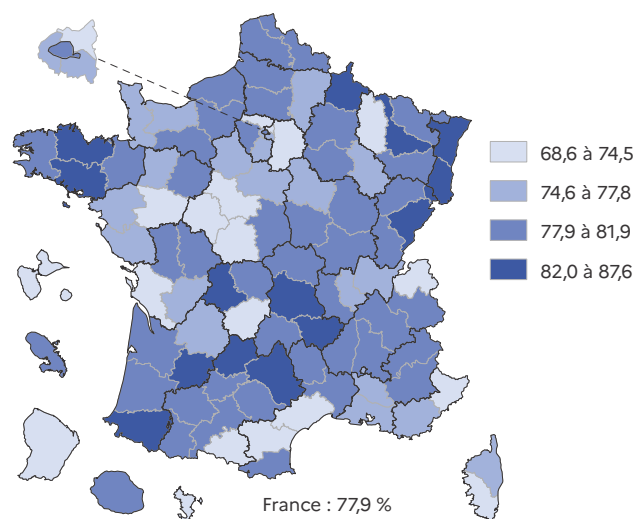 68,6 à 74,5
74,6 à 77,8
77,9 à 81,9
82,0 à 87,6
France : 77,9 %